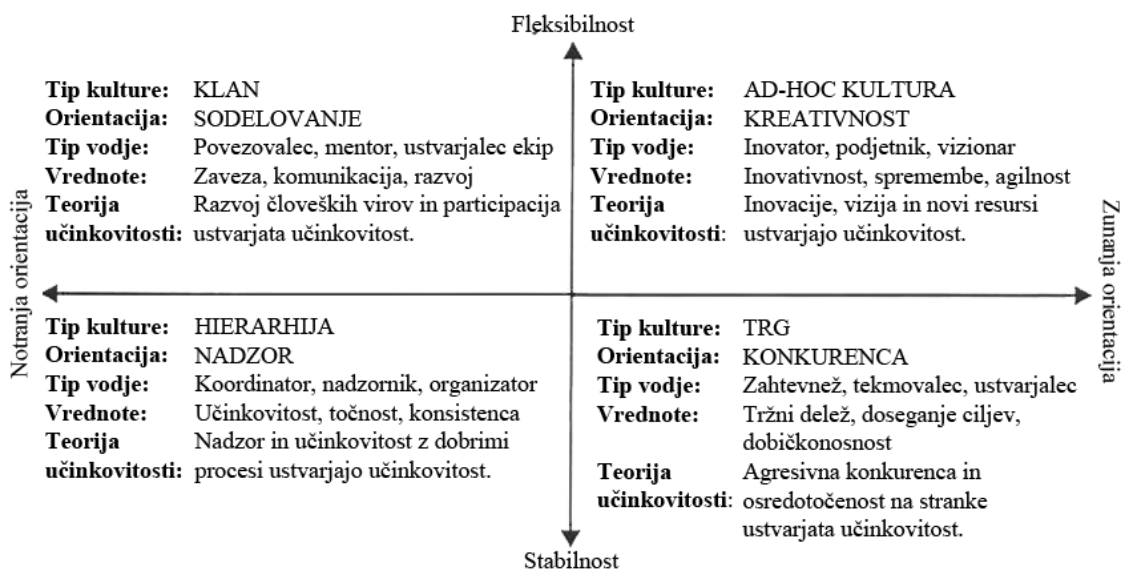 Fleksibilnost
Tip kulture: KLAN
Orientacija: SODELOVANJE
Tip vodje: Povezovalec, mentor, ustvarjalec ekip
Vrednote: Zaveza, komunikacija, razvoj
Teorija Razvoj človeških virov in participacija
učinkovitosti: ustvarjata učinkovitost.
Tip kulture: AD-HOC KULTURA
Orientacija: KREATIVNOST
Tip vodje: Inovator, podjetnik, vizionar
Vrednote: Inovativnost, spremembe, agilnost
Teorija Inovacije, vizija in novi resursi
učinkovitosti: ustvarjajo učinkovitost.
Notranja orientacija
Zunanja orientacija
Tip kulture: HIERARHIJA
Orientacija: NADZOR
Tip vodje: Koordinator, nadzornik, organizator
Vrednote: Učinkovitost, točnost, konsistenca
Teorija Nadzor in učinkovitost z dobrimi
učinkovitosti: procesi ustvarjajo učinkovitost.
Tip kulture: TRG
Orientacija: KONKURENCA
Tip vodje: Zahtevnež, tekmovalec, ustvarjalec
Vrednote: Tržni delež, doseganje ciljev,
dobičkonosnost
Teorija Agresivna konkurenca in
učinkovitosti: osredotočenost na stranke
ustvarjata učinkovitost.
Stabilnost